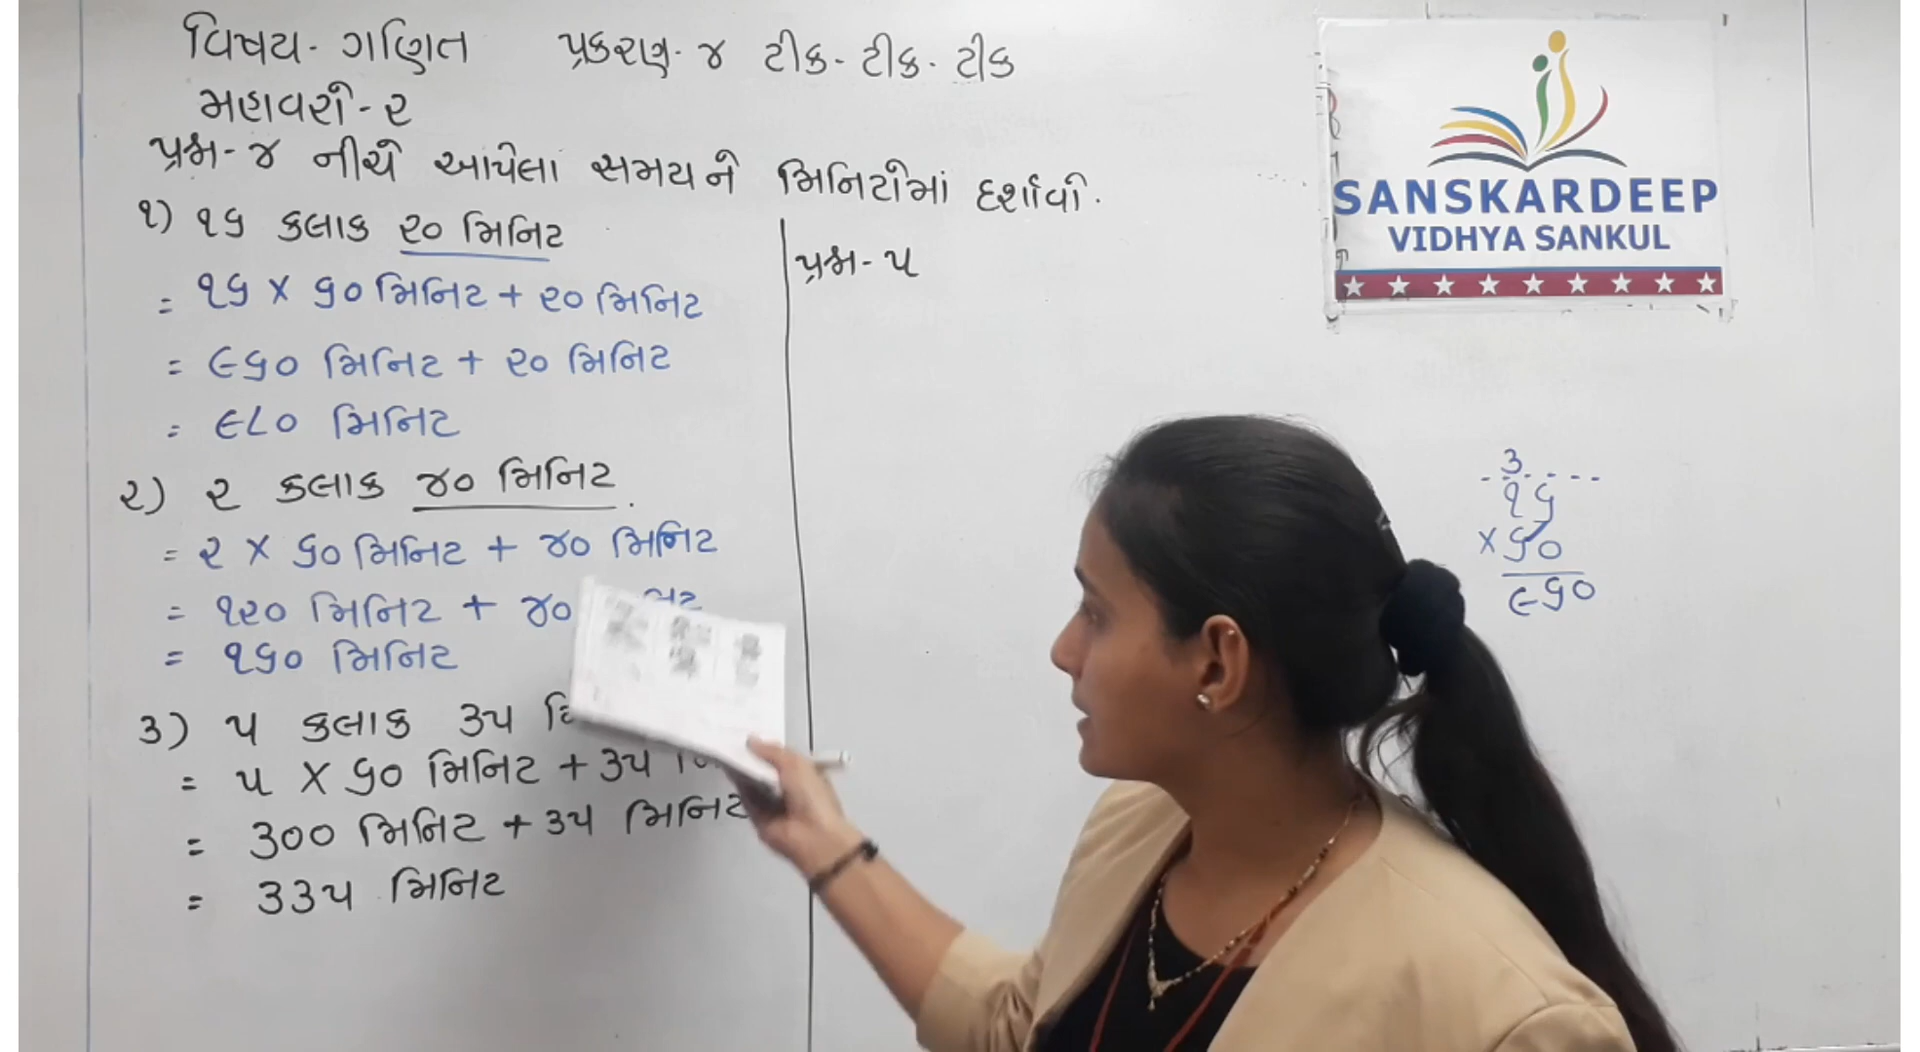 વિષય- ગણિત પ્રકરણ- ૪ ટીક- ટીક- ટીક
મહાવરો- ૨
પ્રશ્ન- ૪ નીચે આપેલા સમયને મિનિટોમાં દર્શાવો.
૧) ૧૬ કલાક ૨૦ મિનિટ
= ૧૬ × ૬૦ મિનિટ + ૨૦ મિનિટ
= ૯૬૦ મિનિટ + ૨૦ મિનિટ
= ૯૮૦ મિનિટ
૨) ૨ કલાક ૪૦ મિનિટ
= ૨ × ૬૦ મિનિટ + ૪૦ મિનિટ
= ૧૨૦ મિનિટ + ૪૦
= ૧૬૦ મિનિટ
૩) ૫ કલાક ૩૫
= ૫ × ૬૦ મિનિટ + ૩૫
= ૩૦૦ મિનિટ + ૩૫ મિનિટ
= ૩૩૫ મિનિટ
પ્રશ્ન- ૫
SANSKARDEEP
VIDHYA SANKUL
૩
૧૬
× ૬૦
૯૬૦